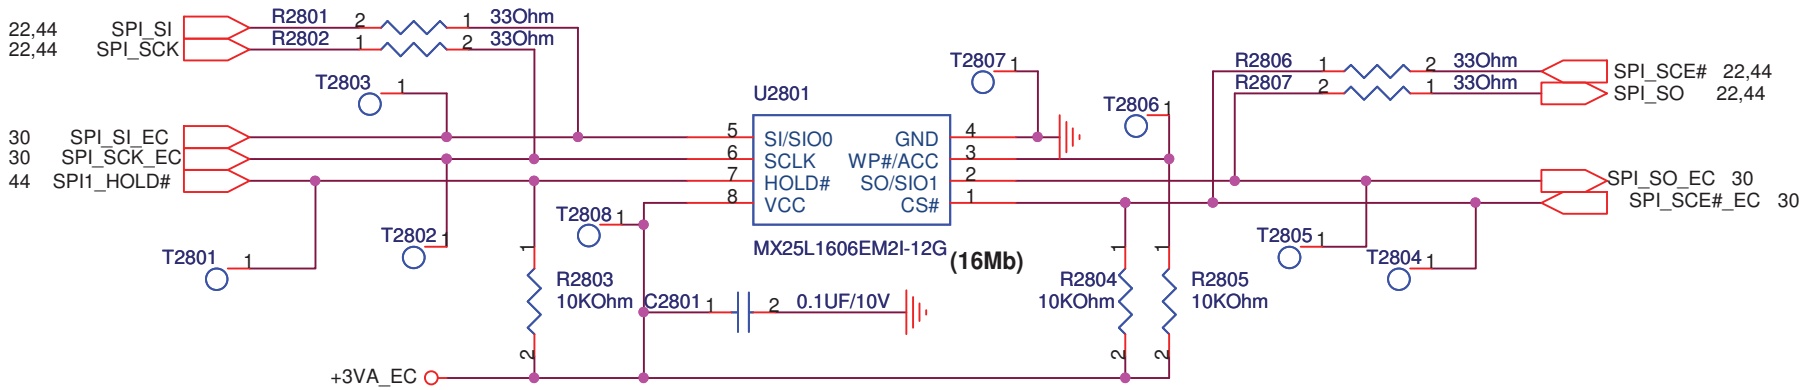 22,44 SPI_SI R2801 2 1 33Ohm
22,44 SPI_SCK R2802 1 2 33Ohm
T2803 1
30 SPI_SI_EC
30 SPI_SCK_EC
44 SPI1_HOLD#
T2801 1
T2802 1
U2801
5 SI/SIO0 GND 4
6 SCLK WP#/ACC 3
7 HOLD# SO/SIO1 2
8 VCC CS# 1
MX25L1606EM2I-12G
(16Mb)
T2807 1
T2806 1
R2806 1 2 33Ohm SPI_SCE# 22,44
R2807 2 1 33Ohm SPI_SO 22,44
SPI_SO_EC 30
SPI_SCE#_EC 30
T2808 1
T2805 1
T2804 1
1 R2803 10KOhm 2
C2801 1 2 0.1UF/10V
1 R2804 10KOhm 2
1 R2805 10KOhm 2
+3VA_EC